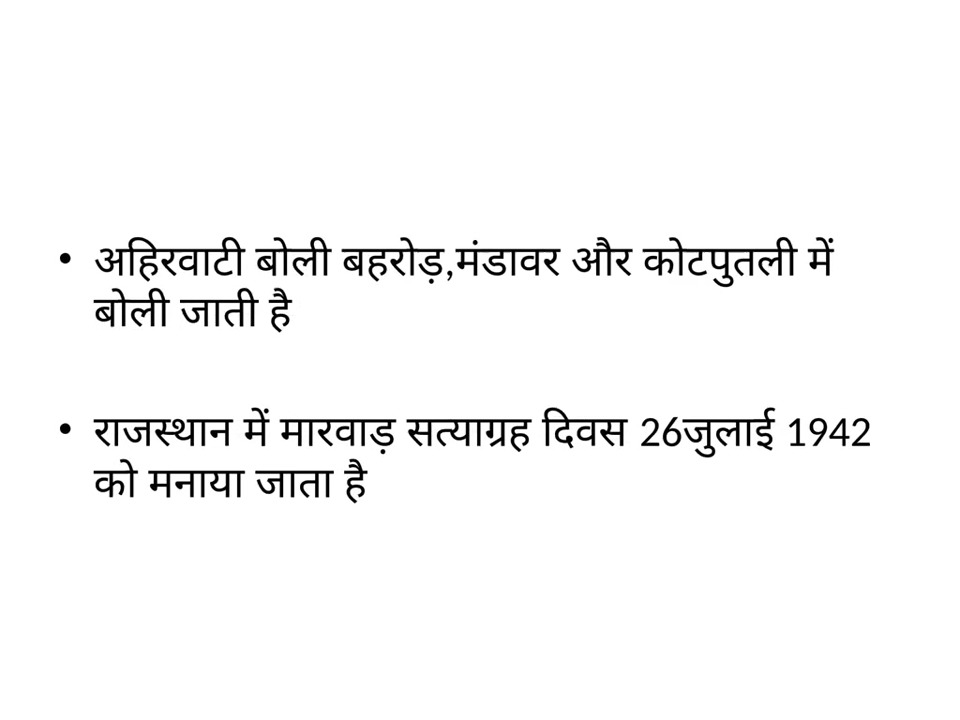 • अहिरवाटी बोली बहरोड़,मंडावर और कोटपुतली में
बोली जाती है
• राजस्थान में मारवाड़ सत्याग्रह दिवस 26जुलाई 1942
को मनाया जाता है